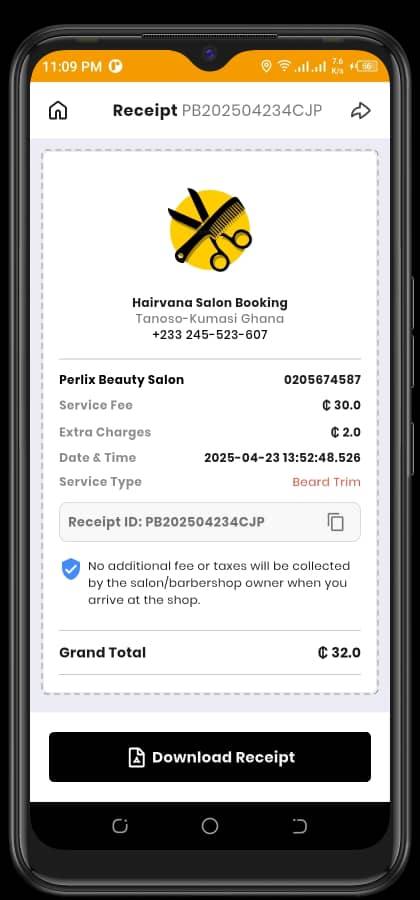 11:09 PM 7.6 K/s 66
Receipt PB202504234CJP
Hairvana Salon Booking
Tanoso-Kumasi Ghana
+233 245-523-607
Perlix Beauty Salon 0205674587
Service Fee ₵ 30.0
Extra Charges ₵ 2.0
Date & Time 2025-04-23 13:52:48.526
Service Type Beard Trim
Receipt ID: PB202504234CJP
No additional fee or taxes will be collected
by the salon/barbershop owner when you
arrive at the shop.
Grand Total ₵ 32.0
Download Receipt